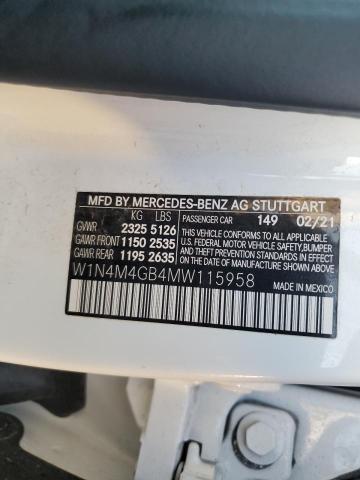 MFD BY MERCEDES-BENZ AG STUTTGART
KG LBS PASSENGER CAR 149 02/21
GVWR 2325 5126
GAWR FRONT 1150 2535
GAWR REAR 1195 2635
THIS VEHICLE CONFORMS TO ALL APPLICABLE
U.S. FEDERAL MOTOR VEHICLE SAFETY, BUMPER
AND THEFT PREVENTION STANDARDS IN EFFECT
ON THE DATE OF MANUFACTURE SHOWN ABOVE.
W1N4M4GB4MW115958 MADE IN MEXICO